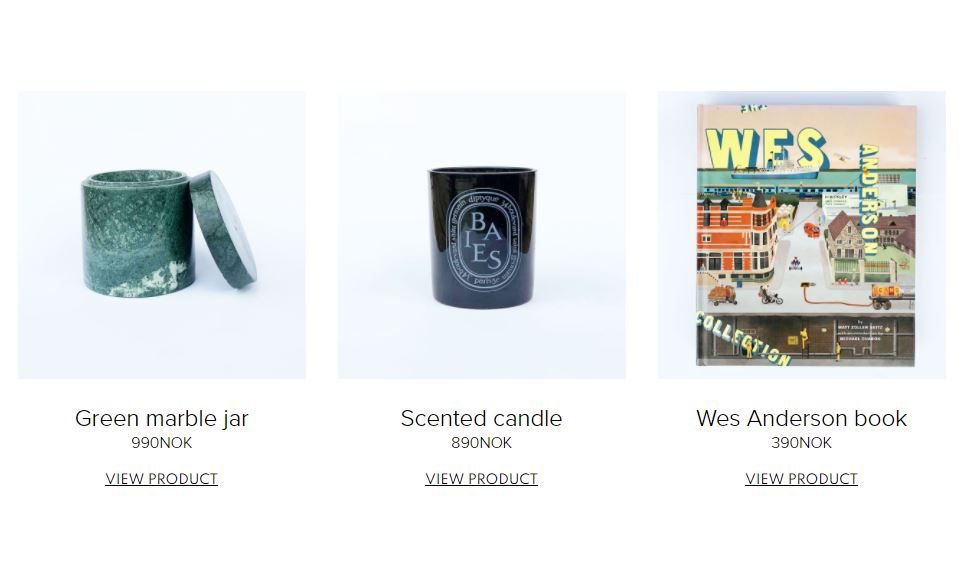 BAIES
diptyque
THE
WES
ANDERSON
COLLECTION
by
MATT ZOLLER SEITZ
MICHAEL CHABON
Green marble jar
Scented candle
Wes Anderson book
990NOK
890NOK
390NOK
VIEW PRODUCT
VIEW PRODUCT
VIEW PRODUCT